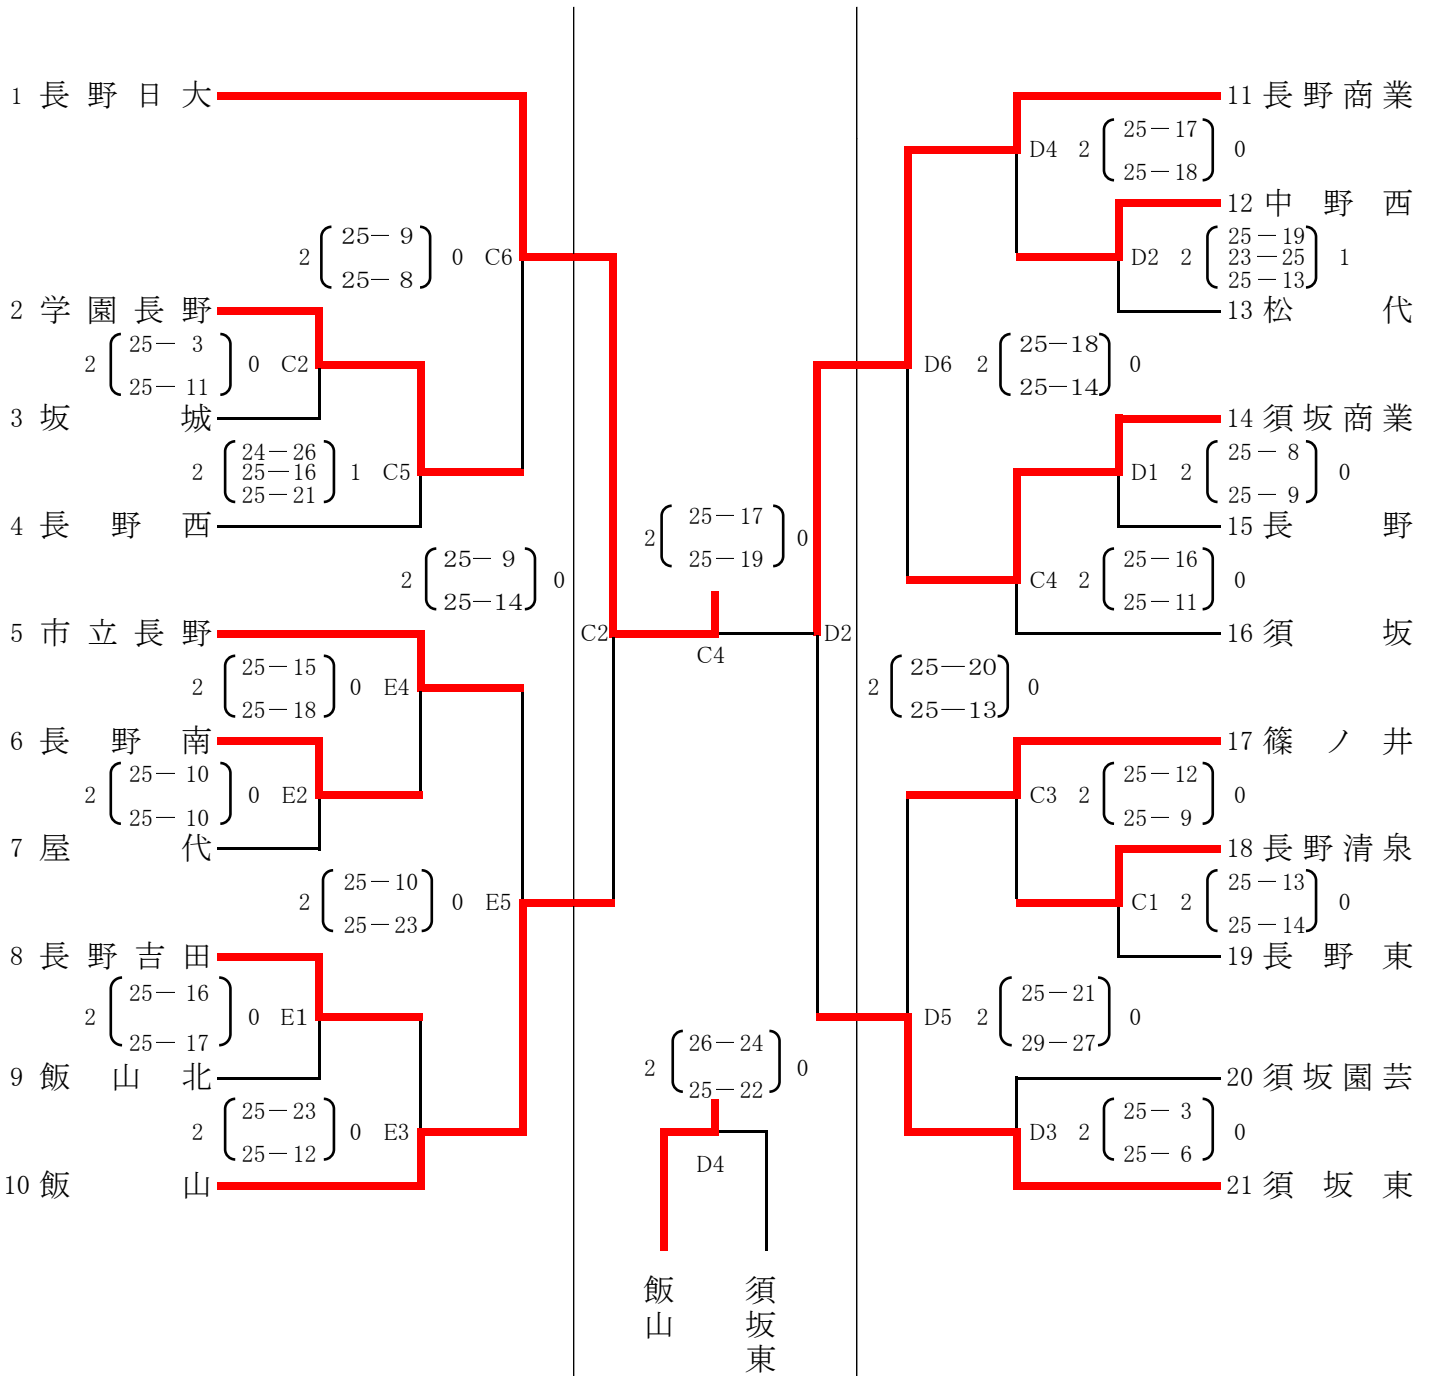 1 長野日大
2 25－ 9 0 C6
25－ 8
2 学園長野
2 25－ 3 0 C2
25－ 11
3 坂城
2 24－26 1 C5
25－16
25－21
4 長野西
2 25－ 9 0
25－14
5 市立長野
2 25－15 0 E4
25－18
6 長野南
2 25－ 10 0 E2
25－ 10
7 屋代
2 25－10 0 E5
25－23
8 長野吉田
2 25－ 16 0 E1
25－ 17
9 飯山北
2 25－23 0 E3
25－12
10 飯山
2 25－17 0
25－19
C2
C4
D2
2 26－24 0
25－22
D4
飯山
須坂東
11 長野商業
D4 2 25－17 0
25－18
12 中野西
D2 2 25－19 1
23－25
25－13
13 松代
D6 2 25－18 0
25－14
14 須坂商業
D1 2 25－ 8 0
25－ 9
15 長野
C4 2 25－16 0
25－11
16 須坂
2 25－20 0
25－13
17 篠ノ井
C3 2 25－12 0
25－ 9
18 長野清泉
C1 2 25－13 0
25－14
19 長野東
D5 2 25－21 0
29－27
20 須坂園芸
D3 2 25－ 3 0
25－ 6
21 須坂東